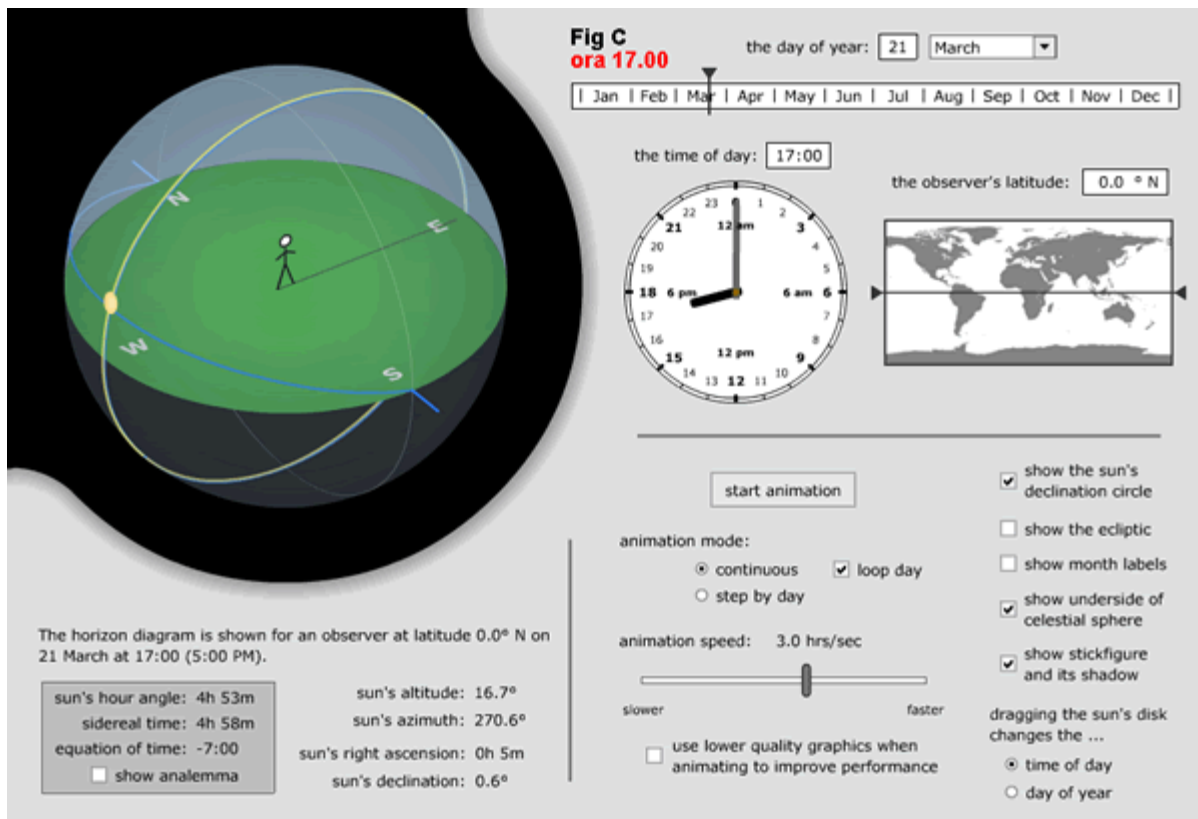 Fig C
ora 17.00
the day of year: 21 March
Jan Feb Mar Apr May Jun Jul Aug Sep Oct Nov Dec
the time of day: 17:00
the observer's latitude: 0.0 ° N
N
E
W
S
23 1
22 12 am 2
21 3
20 4
19 5
18 6 pm 6 am 6
17 7
16 8
15 12 pm 9
14 13 12 11 10
start animation
animation mode:
continuous
loop day
step by day
animation speed: 3.0 hrs/sec
slower faster
use lower quality graphics when
animating to improve performance
show the sun's
declination circle
show the ecliptic
show month labels
show underside of
celestial sphere
show stickfigure
and its shadow
dragging the sun's disk
changes the ...
time of day
day of year
The horizon diagram is shown for an observer at latitude 0.0° N on
21 March at 17:00 (5:00 PM).
sun's hour angle: 4h 53m
sidereal time: 4h 58m
equation of time: -7:00
show analemma
sun's altitude: 16.7°
sun's azimuth: 270.6°
sun's right ascension: 0h 5m
sun's declination: 0.6°